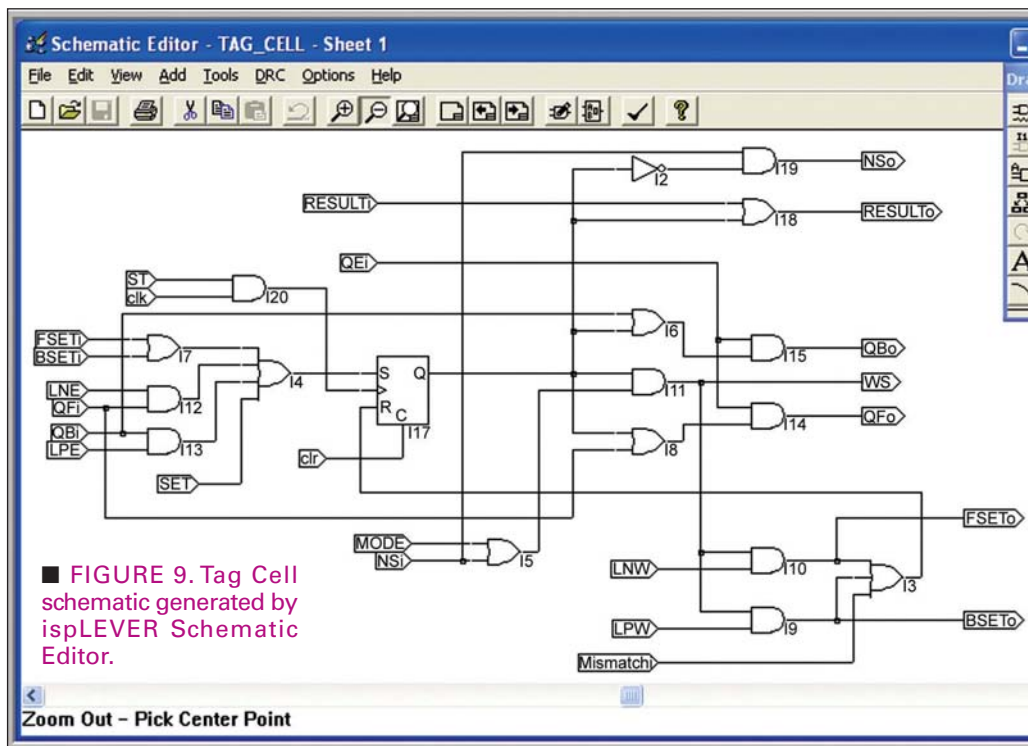 Schematic Editor - TAG_CELL - Sheet 1
File Edit View Add Tools DRC Options Help
Dra
NSo
I2
I19
RESULTi
RESULTo
I18
QEi
ST
clk
I20
I6
FSETi
BSETi
I7
I15
QBo
S Q
I4
I11
WS
LNE
QFi
I12
R
C
I17
I14
QFo
QBi
LPE
I13
I8
clr
SET
FSETo
MODE
NSi
I5
LNW
I10
I3
LPW
I9
BSETo
Mismatchi
■ FIGURE 9. Tag Cell
schematic generated by
ispLEVER Schematic
Editor.
Zoom Out – Pick Center Point